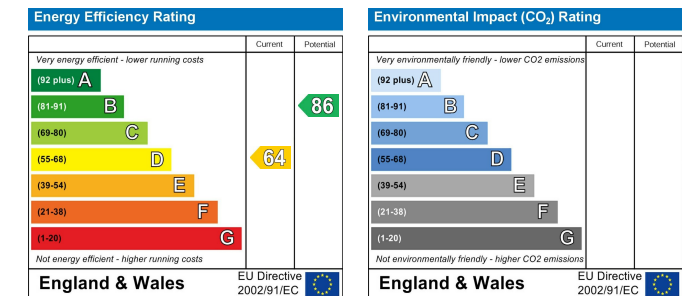 Energy Efficiency Rating
Current Potential
Very energy efficient - lower running costs
(92 plus) A
(81-91) B
86
(69-80) C
(55-68) D
64
(39-54) E
(21-38) F
(1-20) G
Not energy efficient - higher running costs
England & Wales
EU Directive
2002/91/EC
Environmental Impact (CO2) Rating
Current Potential
Very environmentally friendly - lower CO2 emissions
(92 plus) A
(81-91) B
(69-80) C
(55-68) D
(39-54) E
(21-38) F
(1-20) G
Not environmentally friendly - higher CO2 emissions
England & Wales
EU Directive
2002/91/EC